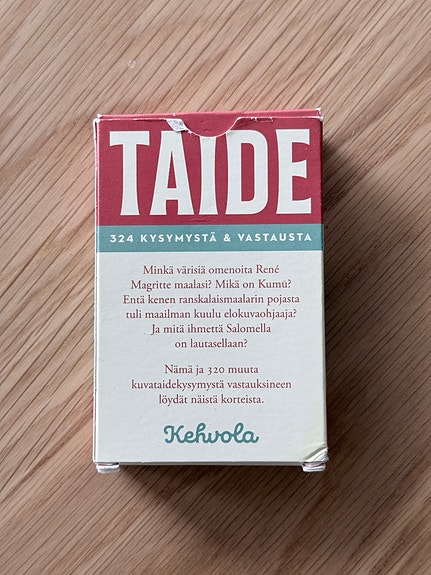 TAIDE
324 KYSYMYSTÄ & VASTAUSTA
Minkä värisiä omenoita René
Magritte maalasi? Mikä on Kumu?
Entä kenen ranskalaismaalarin pojasta
tuli maailman kuulu elokuvaohjaaja?
Ja mitä ihmettä Salomella
on lautasellaan?
Nämä ja 320 muuta
kuvataidekysymystä vastauksineen
löydät näistä korteista.
Kehvola